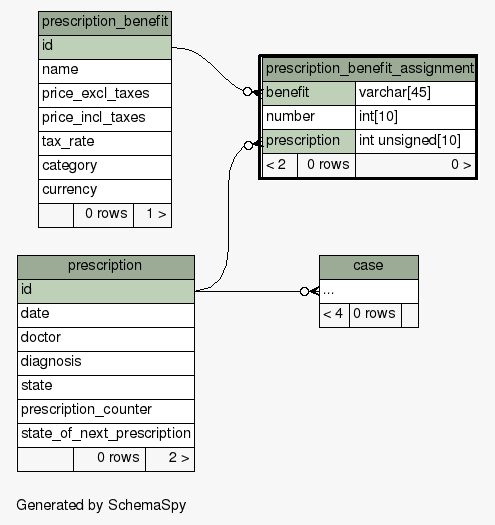 prescription_benefit
id
name
price_excl_taxes
price_incl_taxes
tax_rate
category
currency
0 rows 1 >
prescription_benefit_assignment
benefit varchar[45]
number int[10]
prescription int unsigned[10]
< 2 0 rows 0 >
prescription
id
date
doctor
diagnosis
state
prescription_counter
state_of_next_prescription
0 rows 2 >
case
...
< 4 0 rows
Generated by SchemaSpy